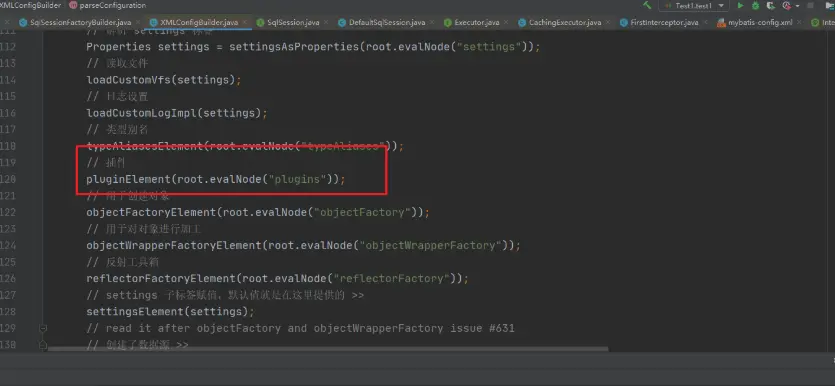 XMLConfigBuilder parseConfiguration Test1.test1
SqlSessionFactoryBuilder.java XMLConfigBuilder.java SqlSession.java DefaultSqlSession.java Executor.java CachingExecutor.java FirstInterceptor.java mybatis-config.xml Inte
112 Properties settings = settingsAsProperties(root.evalNode("settings"));
113 // 读取文件
114 loadCustomVfs(settings);
115 // 日志设置
116 loadCustomLogImpl(settings);
117 // 类型别名
118 typeAliasesElement(root.evalNode("typeAliases"));
119 // 插件
120 pluginElement(root.evalNode("plugins"));
121 // 用于创建对象
122 objectFactoryElement(root.evalNode("objectFactory"));
123 // 用于对对象进行加工
124 objectWrapperFactoryElement(root.evalNode("objectWrapperFactory"));
125 // 反射工具箱
126 reflectorFactoryElement(root.evalNode("reflectorFactory"));
127 // settings 子标签赋值，默认值就是在这里提供的 >>
128 settingsElement(settings);
129 // read it after objectFactory and objectWrapperFactory issue #631
130 // 创建了数据源 >>